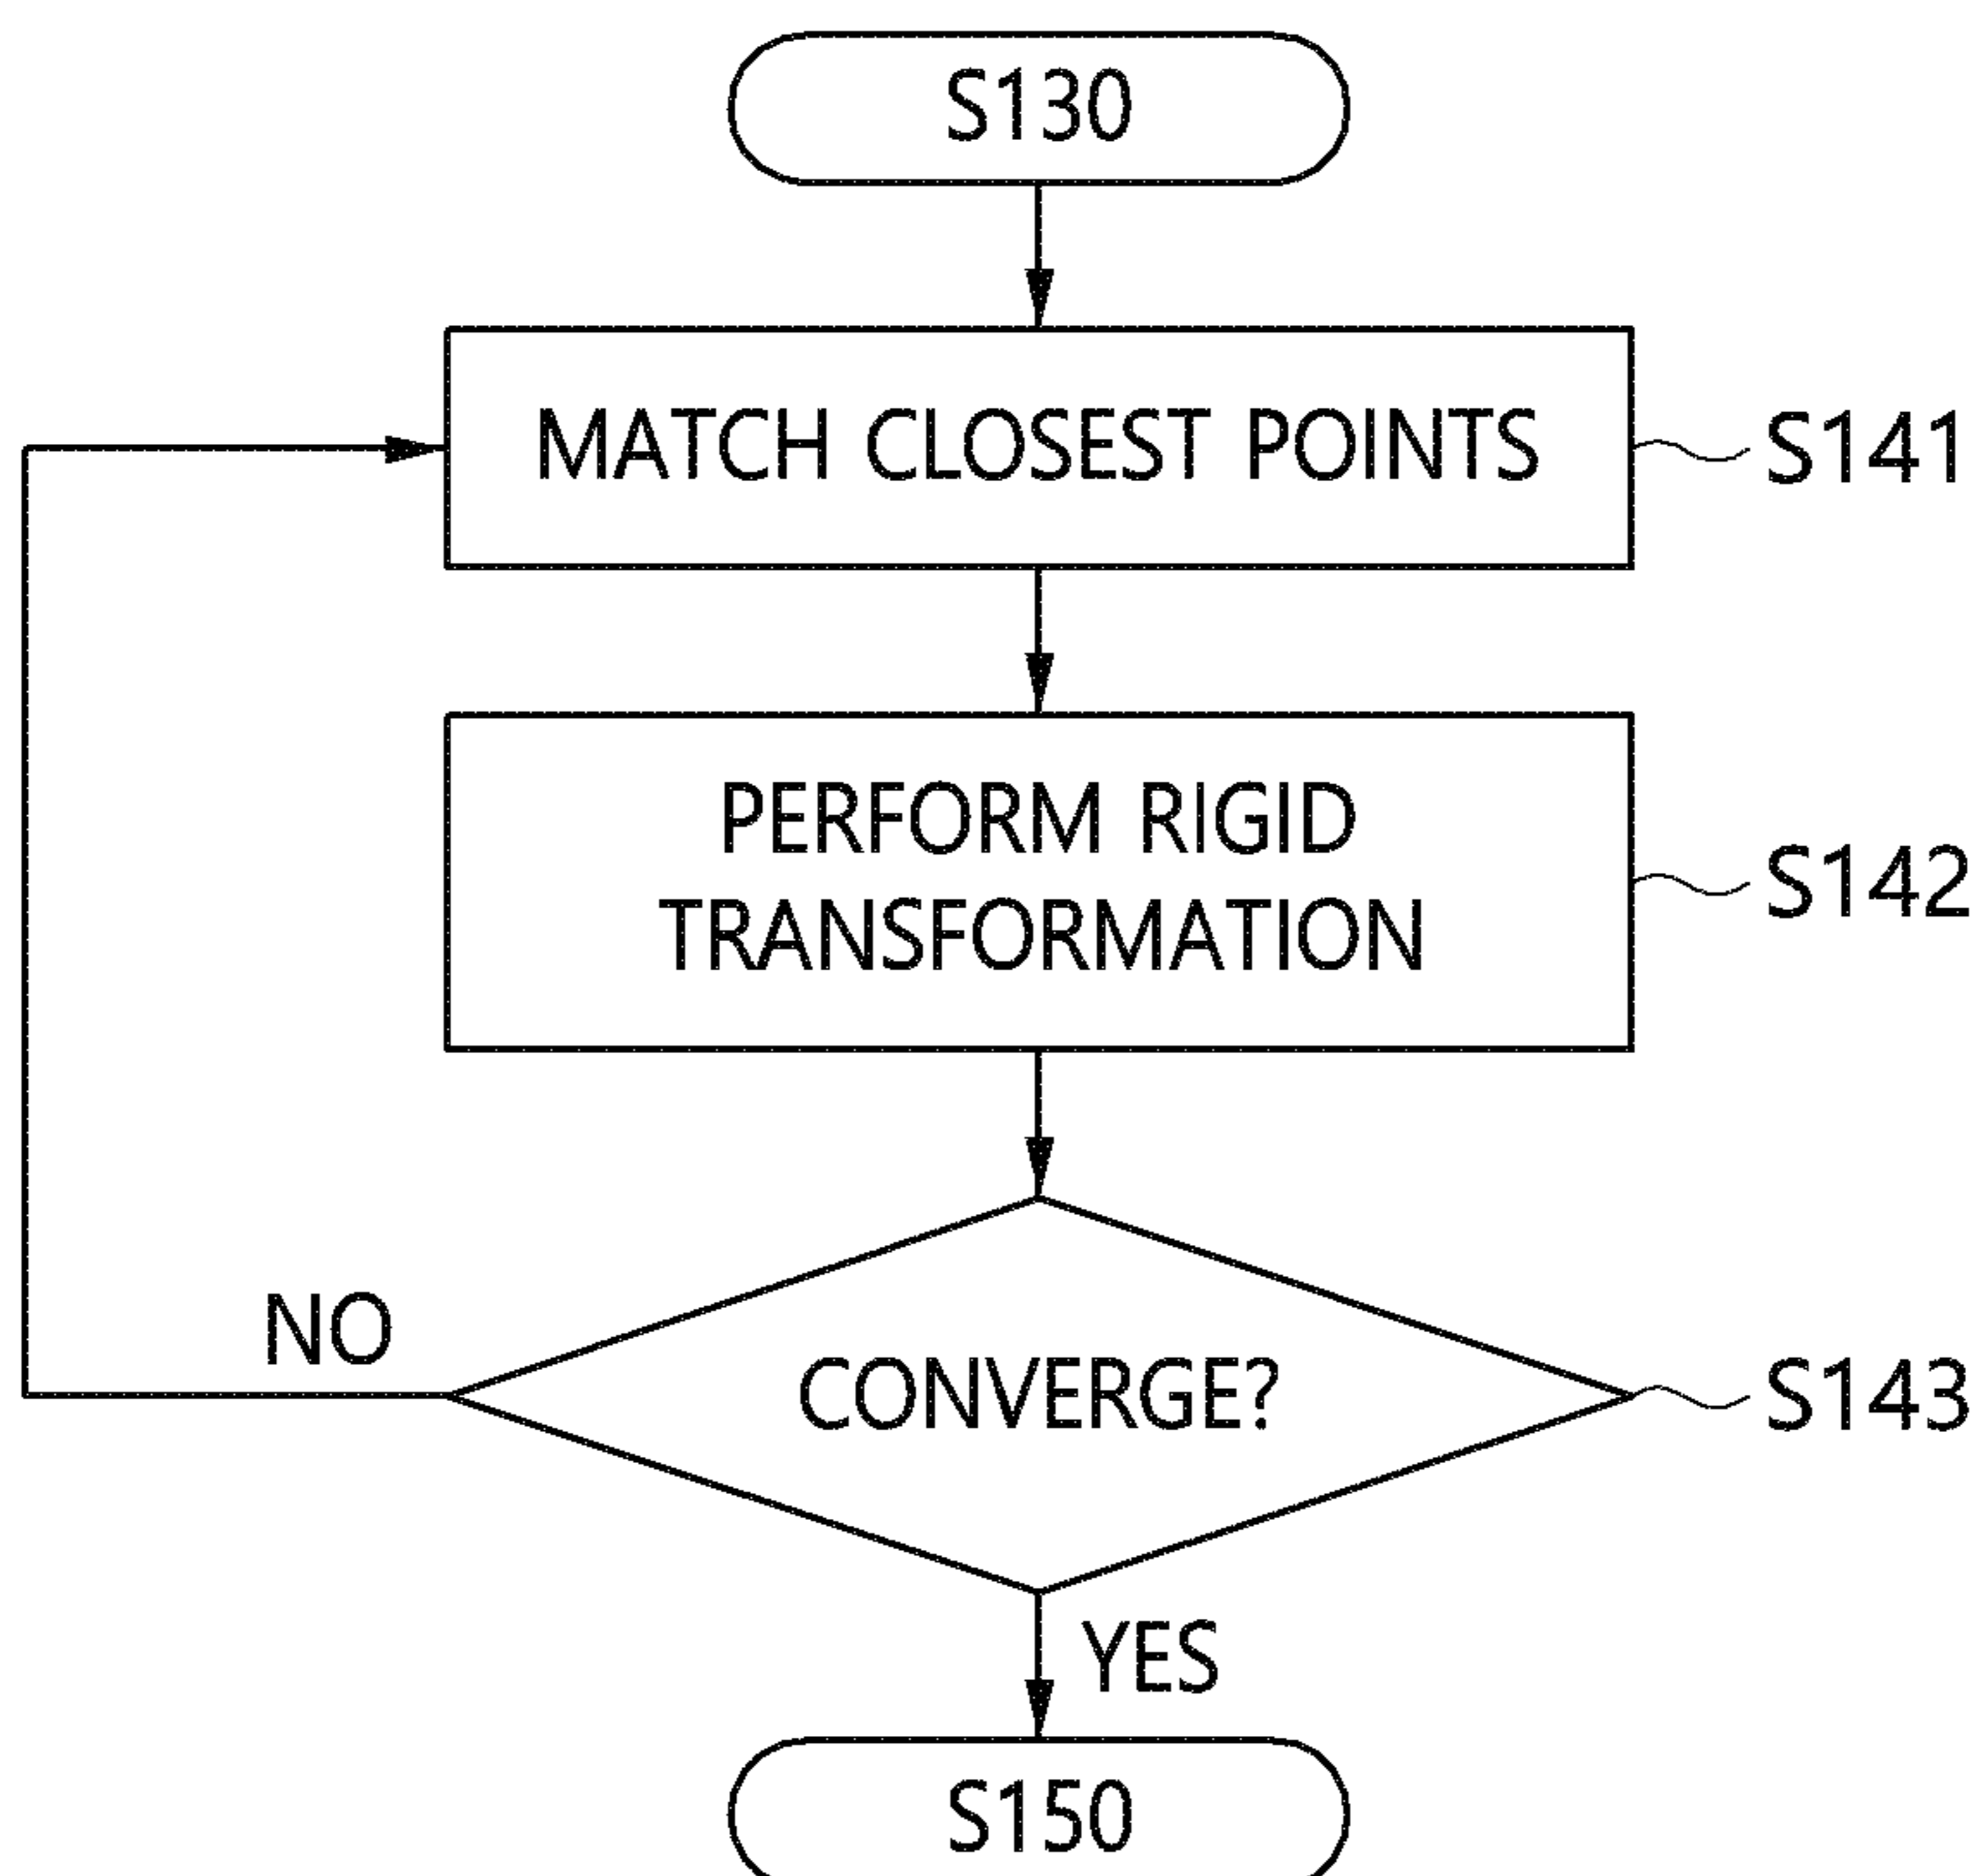 S130
MATCH CLOSEST POINTS
S141
PERFORM RIGID
TRANSFORMATION
S142
CONVERGE?
S143
NO
YES
S150